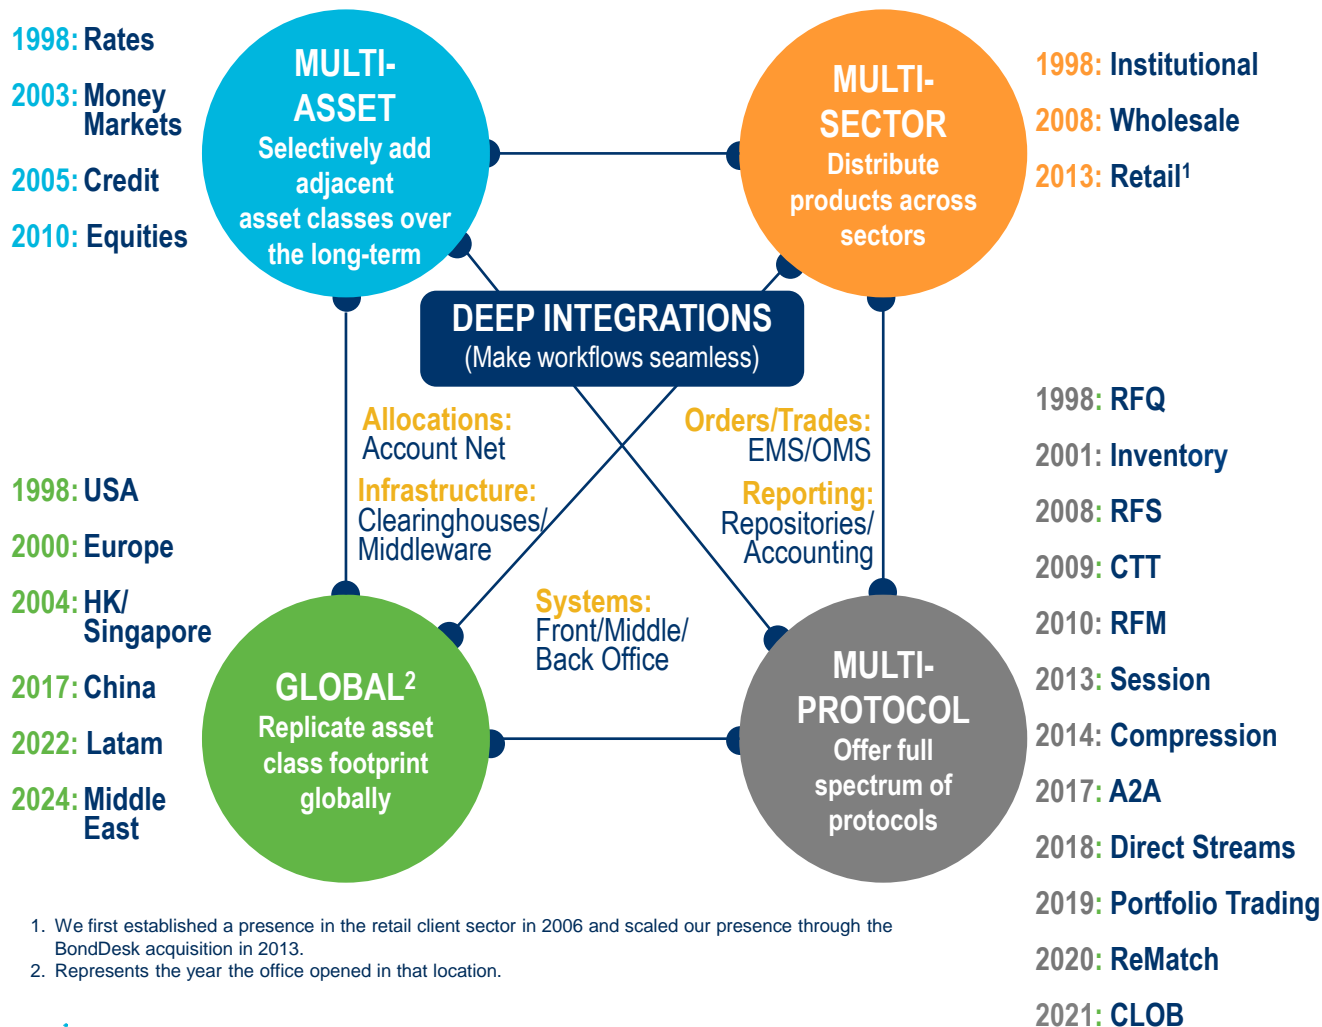 1998: Rates
2003: Money
Markets
2005: Credit
2010: Equities
MULTI-
ASSET
Selectively add
adjacent
asset classes over
the long-term
MULTI-
SECTOR
Distribute
products across
sectors
1998: Institutional
2008: Wholesale
2013: Retail1
DEEP INTEGRATIONS
(Make workflows seamless)
Allocations:
Account Net
Infrastructure:
Clearinghouses/
Middleware
Orders/Trades:
EMS/OMS
Reporting:
Repositories/
Accounting
Systems:
Front/Middle/
Back Office
1998: USA
2000: Europe
2004: HK/
Singapore
2017: China
2022: Latam
2024: Middle
East
GLOBAL2
Replicate asset
class footprint
globally
MULTI-
PROTOCOL
Offer full
spectrum of
protocols
1998: RFQ
2001: Inventory
2008: RFS
2009: CTT
2010: RFM
2013: Session
2014: Compression
2017: A2A
2018: Direct Streams
2019: Portfolio Trading
2020: ReMatch
2021: CLOB
1. We first established a presence in the retail client sector in 2006 and scaled our presence through the
BondDesk acquisition in 2013.
2. Represents the year the office opened in that location.